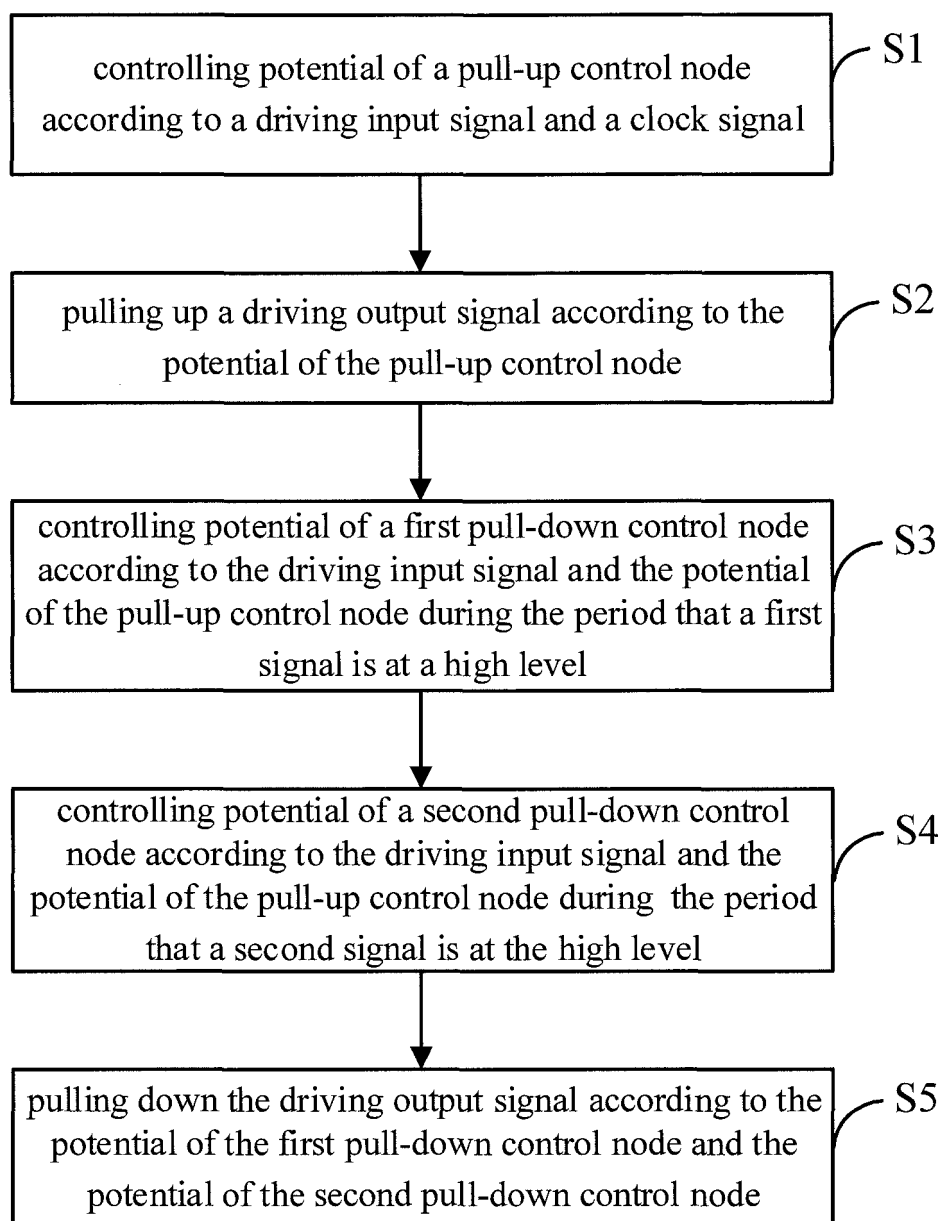 controlling potential of a pull-up control node
according to a driving input signal and a clock signal
S1
pulling up a driving output signal according to the
potential of the pull-up control node
S2
controlling potential of a first pull-down control node
according to the driving input signal and the potential
of the pull-up control node during the period that a first
signal is at a high level
S3
controlling potential of a second pull-down control
node according to the driving input signal and the
potential of the pull-up control node during the period
that a second signal is at the high level
S4
pulling down the driving output signal according to the
potential of the first pull-down control node and the
potential of the second pull-down control node
S5